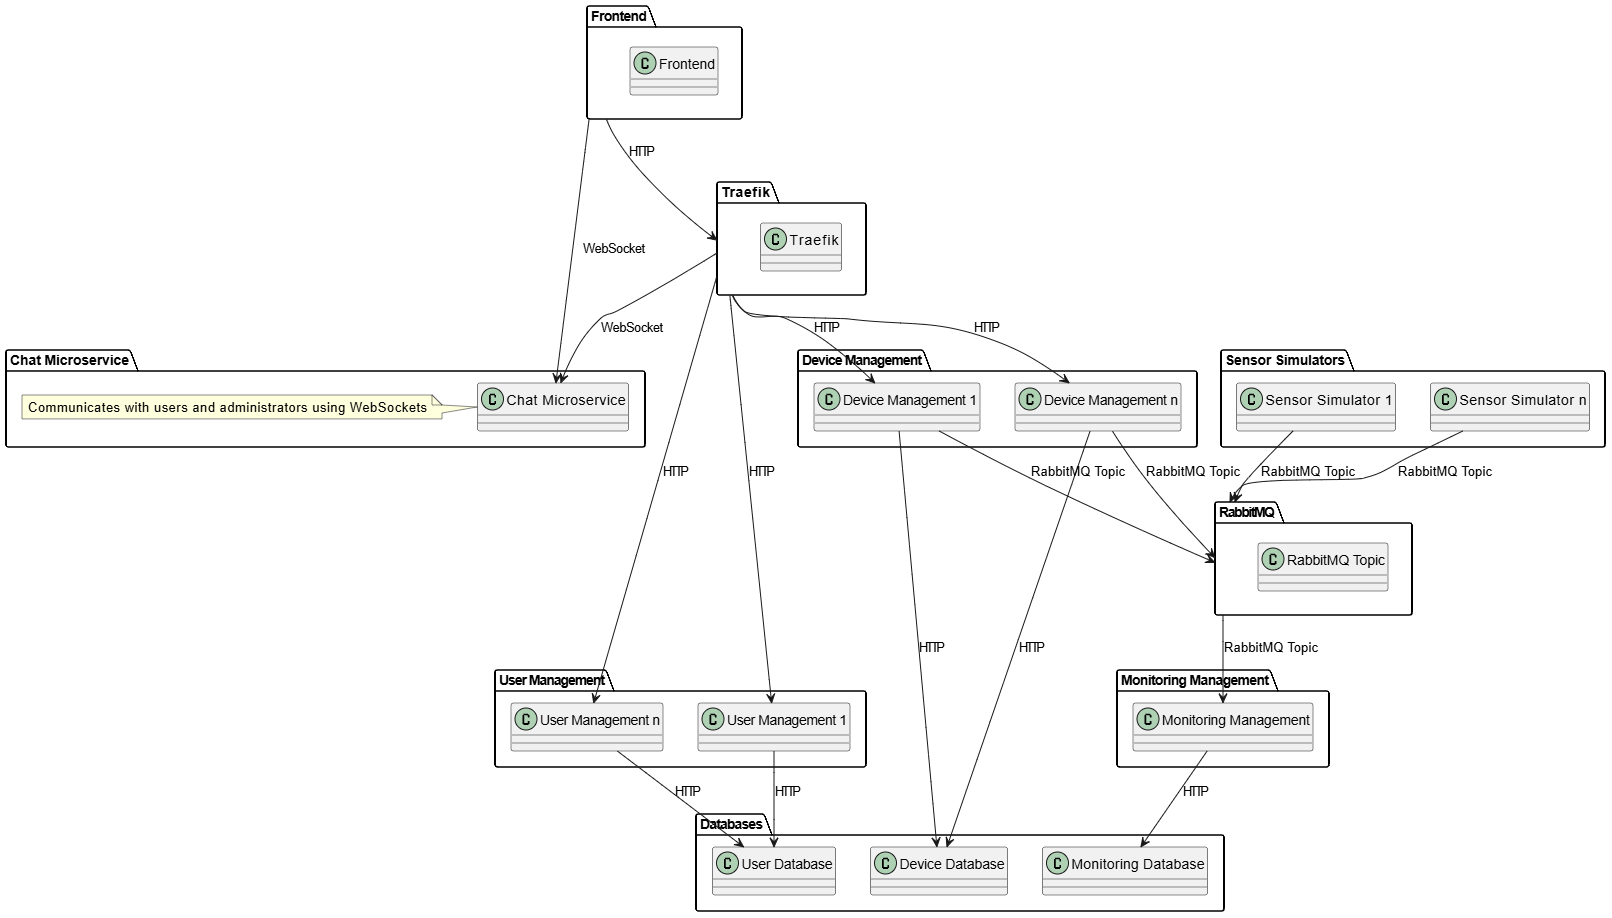 Frontend
C Frontend
HTTP
Traefik
C Traefik
WebSocket
WebSocket
HTTP
HTTP
Chat Microservice
Communicates with users and administrators using WebSockets
C Chat Microservice
Device Management
C Device Management 1
C Device Management n
Sensor Simulators
C Sensor Simulator 1
C Sensor Simulator n
HTTP
HTTP
RabbitMQ Topic
RabbitMQ Topic
RabbitMQ Topic
RabbitMQ Topic
RabbitMQ
C RabbitMQ Topic
HTTP
HTTP
RabbitMQ Topic
User Management
C User Management n
C User Management 1
Monitoring Management
C Monitoring Management
HTTP
HTTP
HTTP
Databases
C User Database
C Device Database
C Monitoring Database